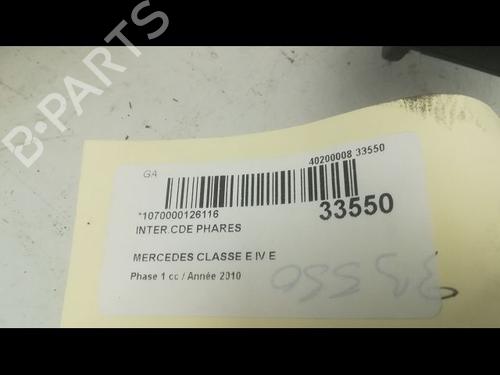 B-PARTS
GA
40200008 33550
*1070000126116
33550
INTER.CDE PHARES
MERCEDES CLASSE E IV E
Phase 1 cc / Année 2010
33550